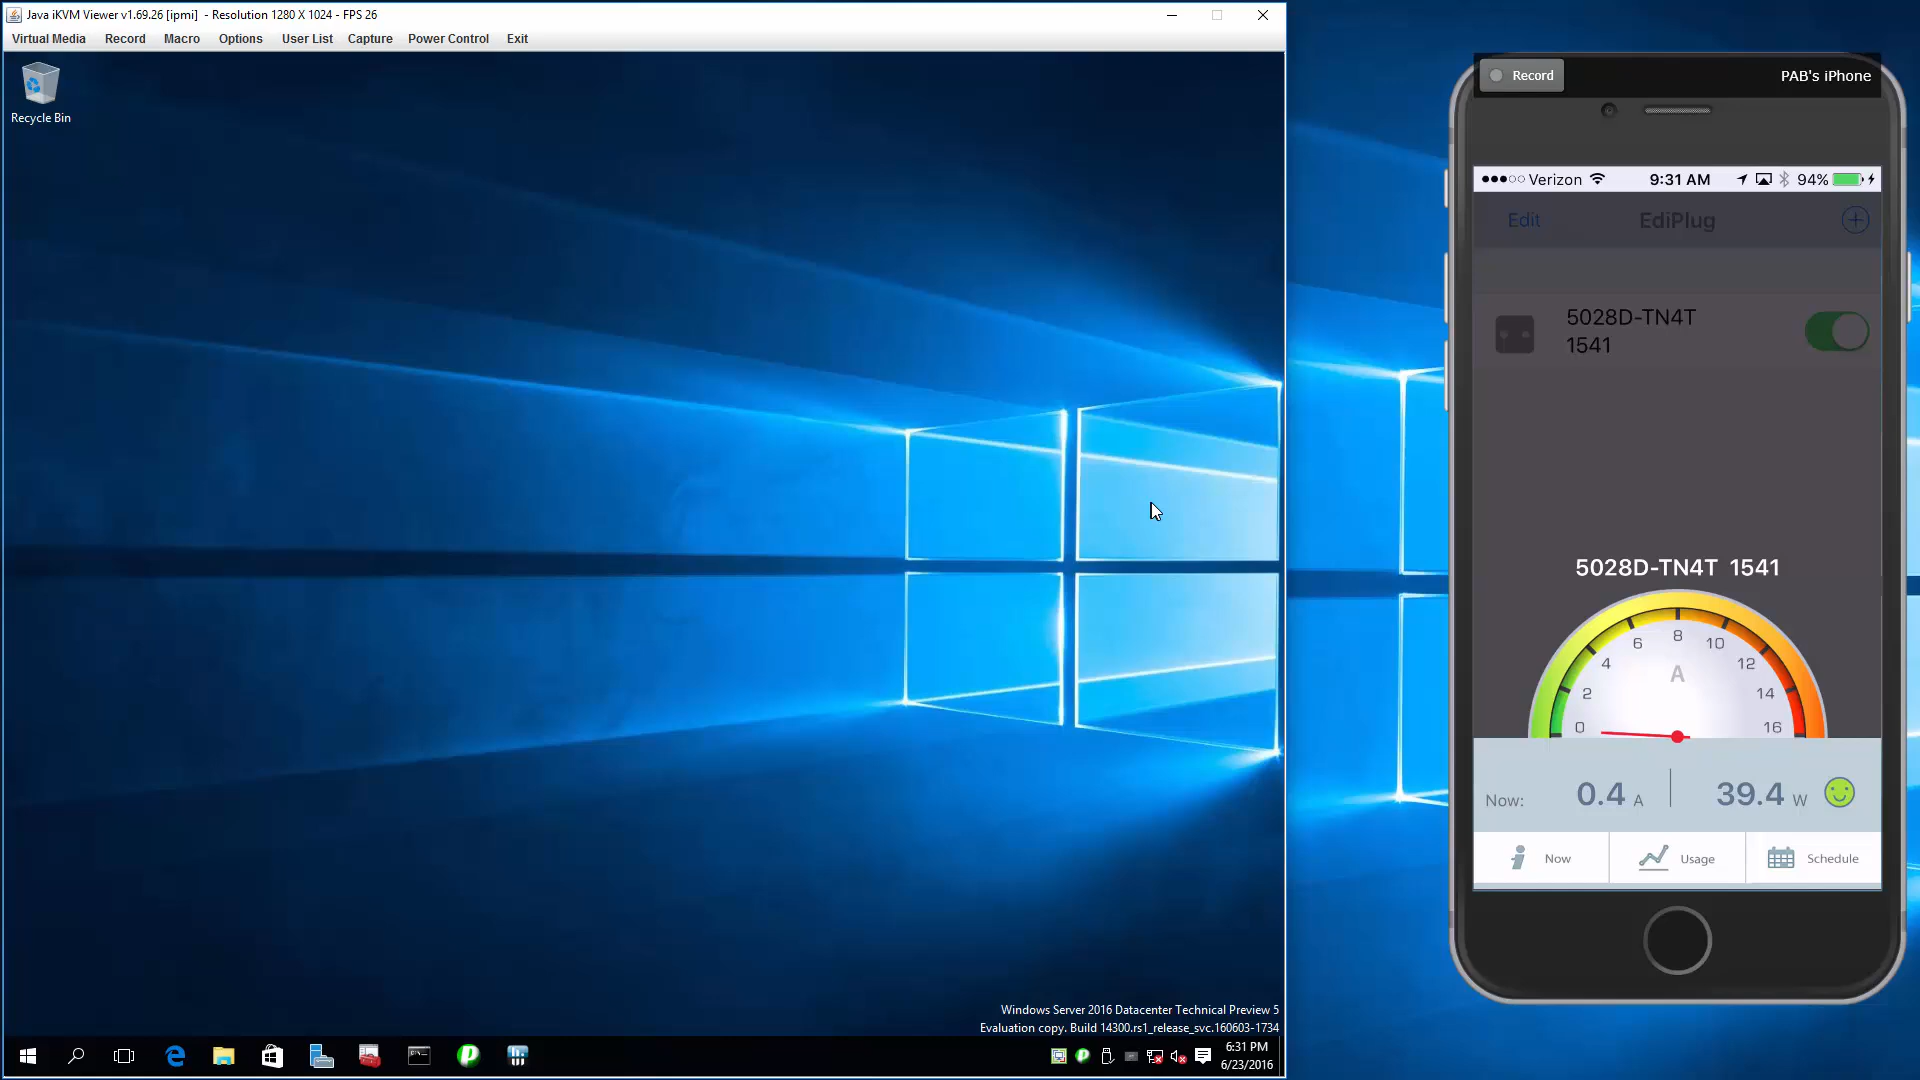 Java iKVM Viewer v1.69.26 [ipmi] - Resolution 1280 X 1024 - FPS 26
Virtual Media Record Macro Options User List Capture Power Control Exit
Recycle Bin
Windows Server 2016 Datacenter Technical Preview 5
Evaluation copy. Build 14300.rs1_release_svc.160603-1734
6:31 PM
6/23/2016
Record PAB's iPhone
Verizon 9:31 AM 94%
Edit EdiPlug
5028D-TN4T
1541
5028D-TN4T 1541
0 2 4 6 8 10 12 14 16
A
Now: 0.4 A 39.4 W
Now Usage Schedule